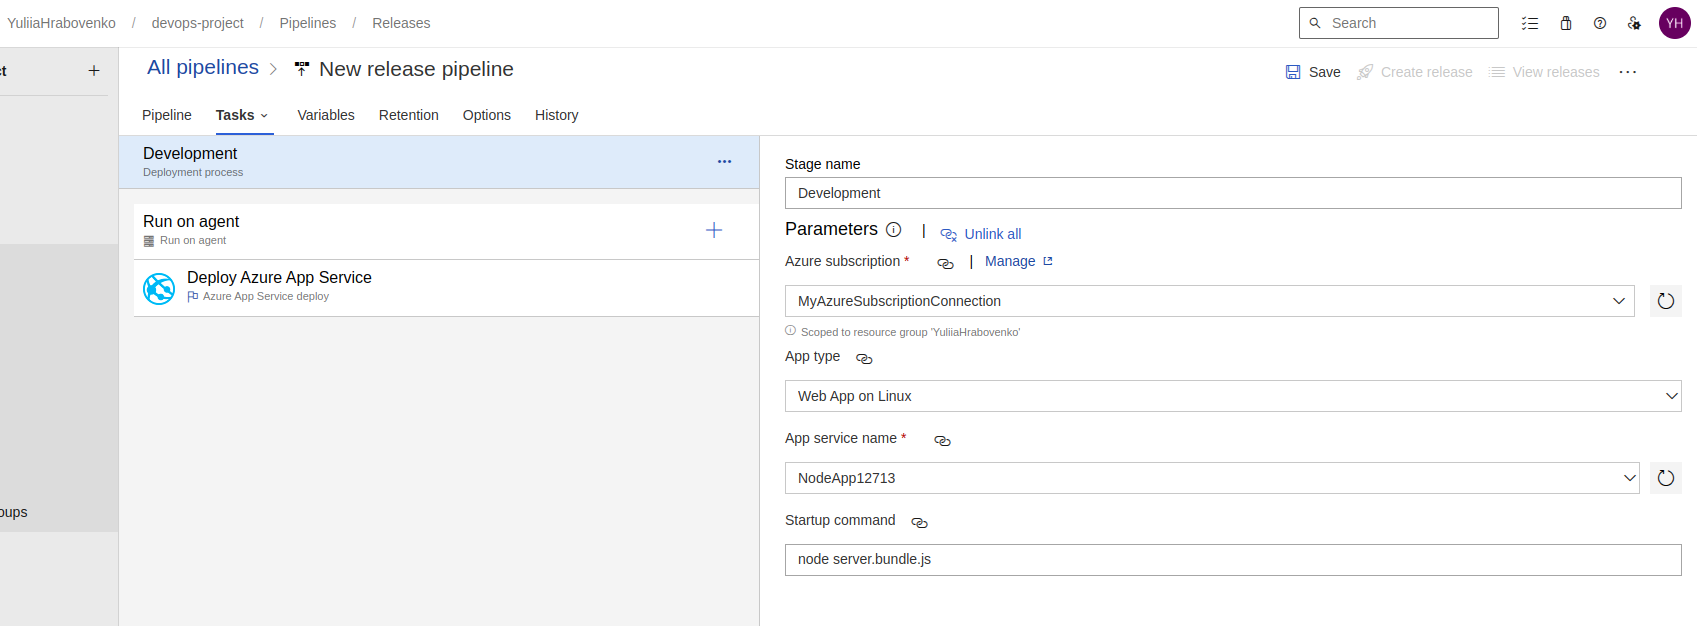 YuliiaHrabovenko / devops-project / Pipelines / Releases
Search
YH
ct
All pipelines > New release pipeline
Save Create release View releases
Pipeline Tasks Variables Retention Options History
Development
Deployment process
Run on agent
Run on agent
Deploy Azure App Service
Azure App Service deploy
oups
Stage name
Development
Parameters | Unlink all
Azure subscription * | Manage
MyAzureSubscriptionConnection
Scoped to resource group 'YuliiaHrabovenko'
App type
Web App on Linux
App service name *
NodeApp12713
Startup command
node server.bundle.js